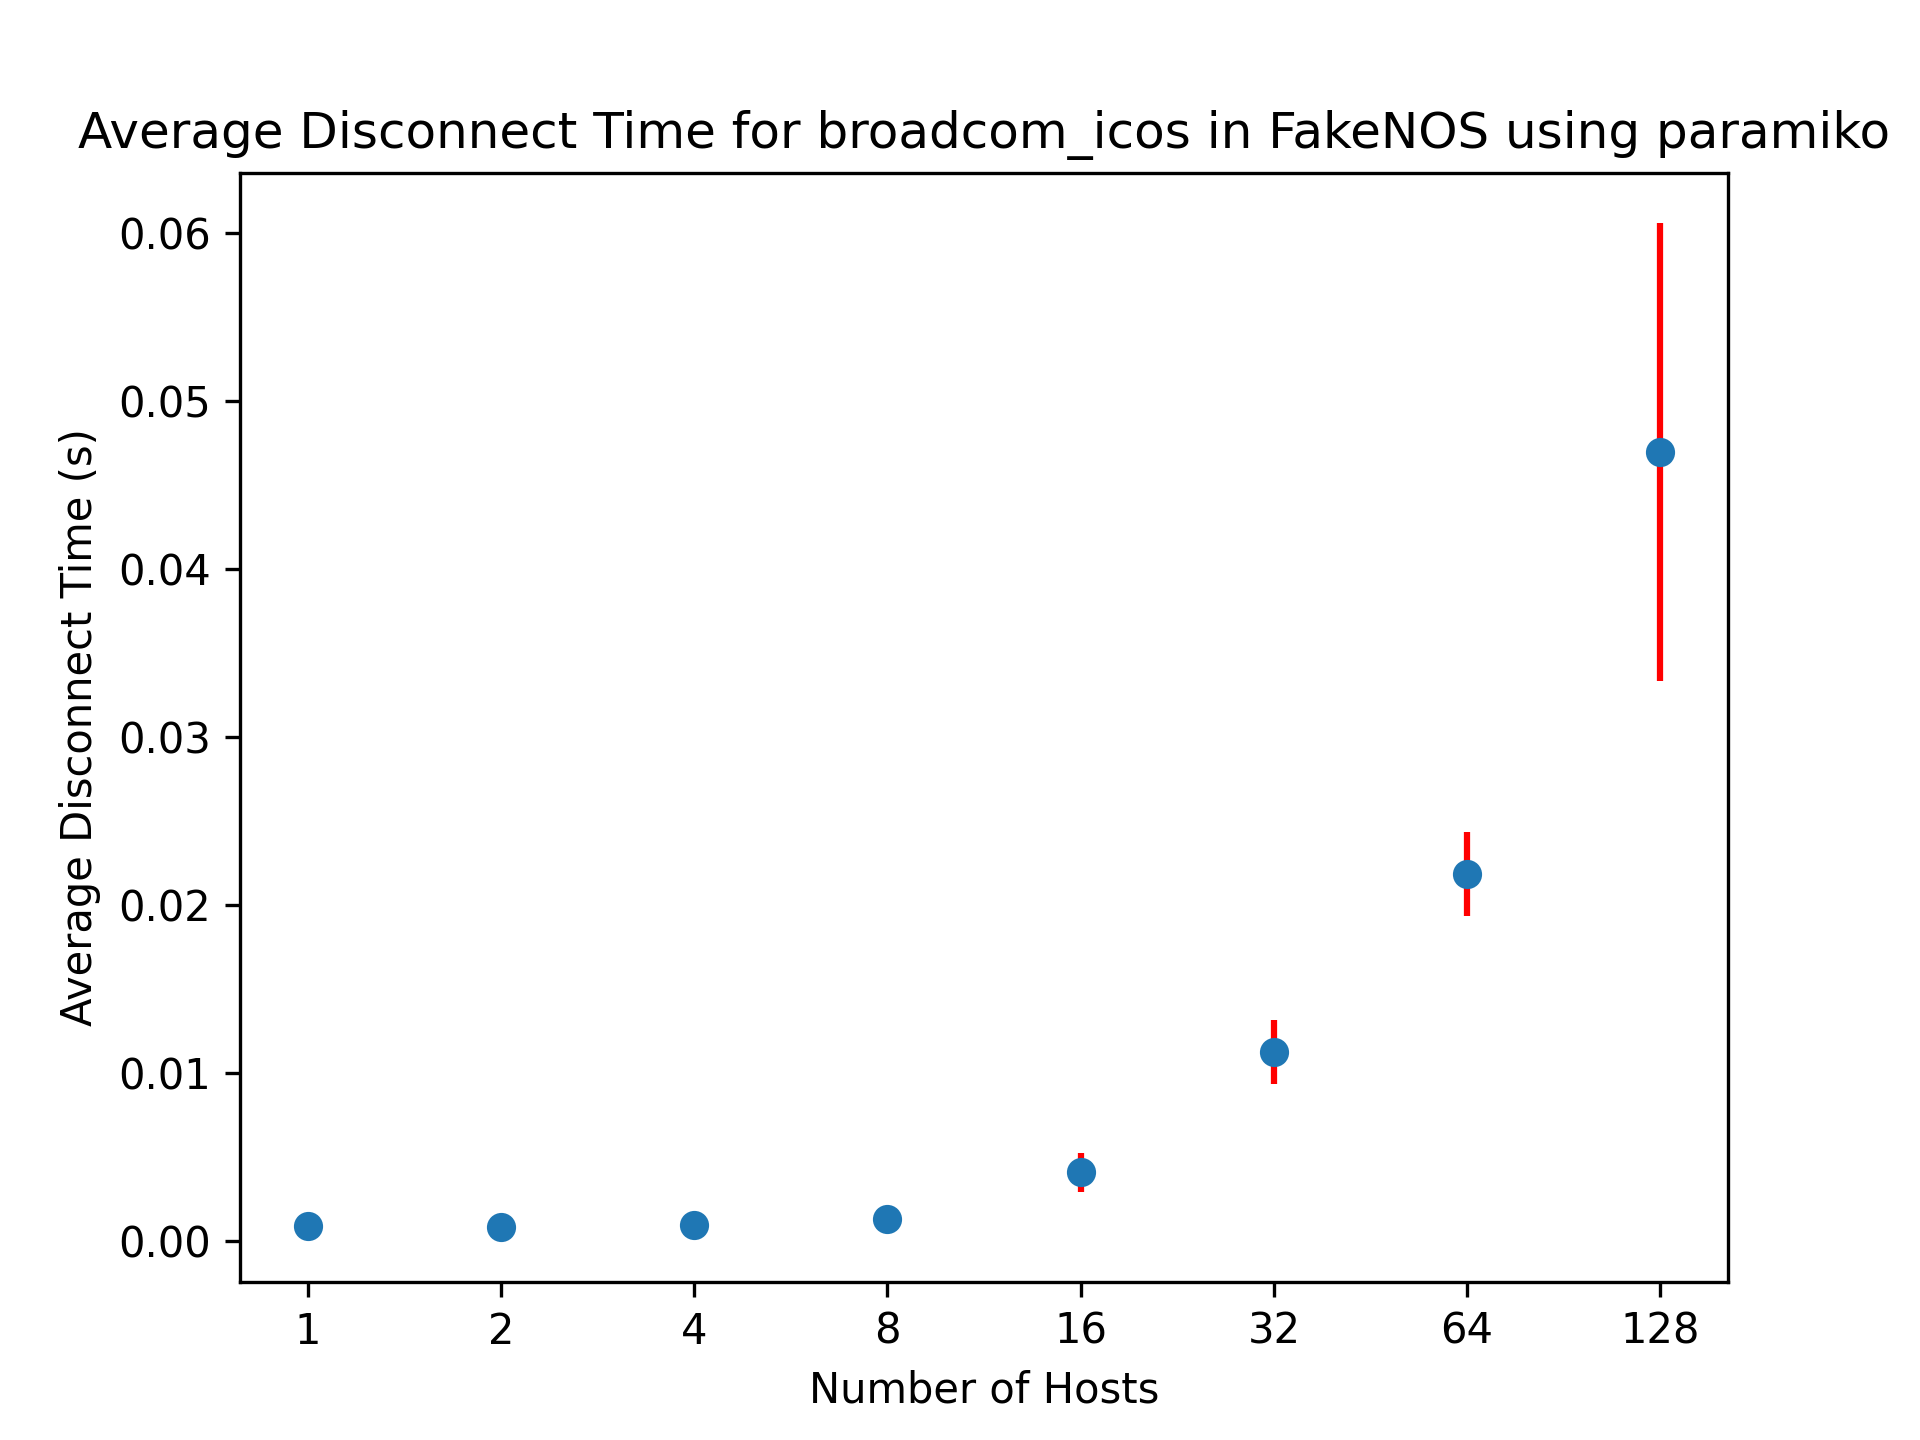 Average Disconnect Time for broadcom_icos in FakeNOS using paramiko
0.06
0.05
0.04
0.03
0.02
0.01
0.00
Average Disconnect Time (s)
1 2 4 8 16 32 64 128
Number of Hosts